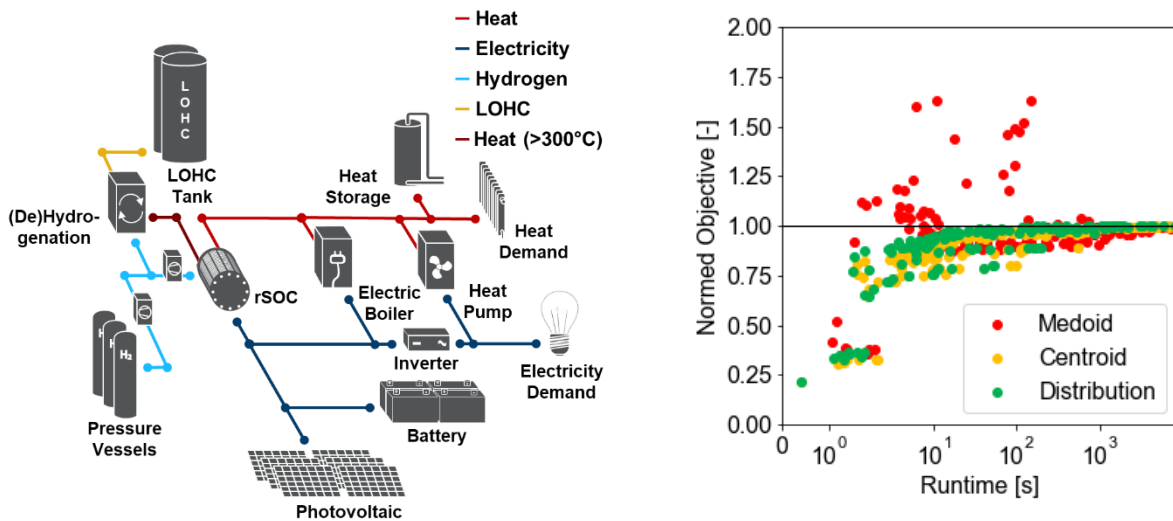 Heat
Electricity
Hydrogen
LOHC
Heat (>300°C)
LOHC
LOHC
Tank
(De)Hydro-
genation
Heat
Storage
Heat
Demand
rSOC
Electric
Boiler
Heat
Pump
Inverter
Electricity
Demand
H₂
H₂
H₂
Pressure
Vessels
Battery
Photovoltaic
Normed Objective [-]
2.00
1.75
1.50
1.25
1.00
0.75
0.50
0.25
0.00
Medoid
Centroid
Distribution
0
10⁰
10¹
10²
10³
Runtime [s]